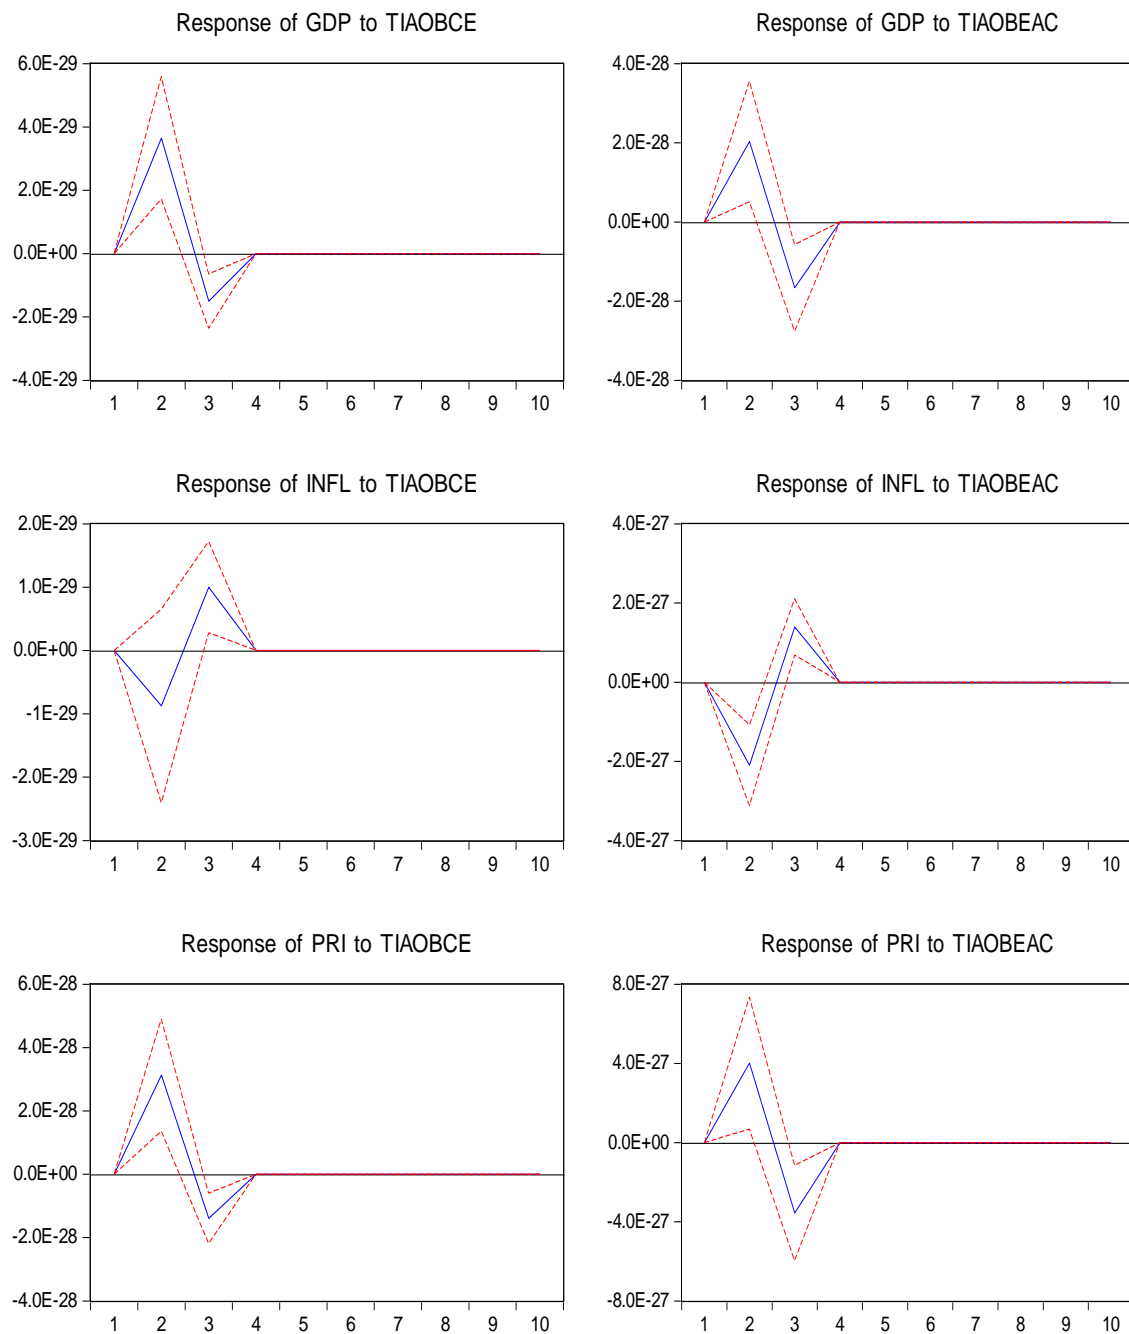 Response of GDP to TIAOBCE
6.0E-29
4.0E-29
2.0E-29
0.0E+00
-2.0E-29
-4.0E-29
1 2 3 4 5 6 7 8 9 10
Response of GDP to TIAOBEAC
4.0E-28
2.0E-28
0.0E+00
-2.0E-28
-4.0E-28
1 2 3 4 5 6 7 8 9 10
Response of INFL to TIAOBCE
2.0E-29
1.0E-29
0.0E+00
-1E-29
-2.0E-29
-3.0E-29
1 2 3 4 5 6 7 8 9 10
Response of INFL to TIAOBEAC
4.0E-27
2.0E-27
0.0E+00
-2.0E-27
-4.0E-27
1 2 3 4 5 6 7 8 9 10
Response of PRI to TIAOBCE
6.0E-28
4.0E-28
2.0E-28
0.0E+00
-2.0E-28
-4.0E-28
1 2 3 4 5 6 7 8 9 10
Response of PRI to TIAOBEAC
8.0E-27
4.0E-27
0.0E+00
-4.0E-27
-8.0E-27
1 2 3 4 5 6 7 8 9 10